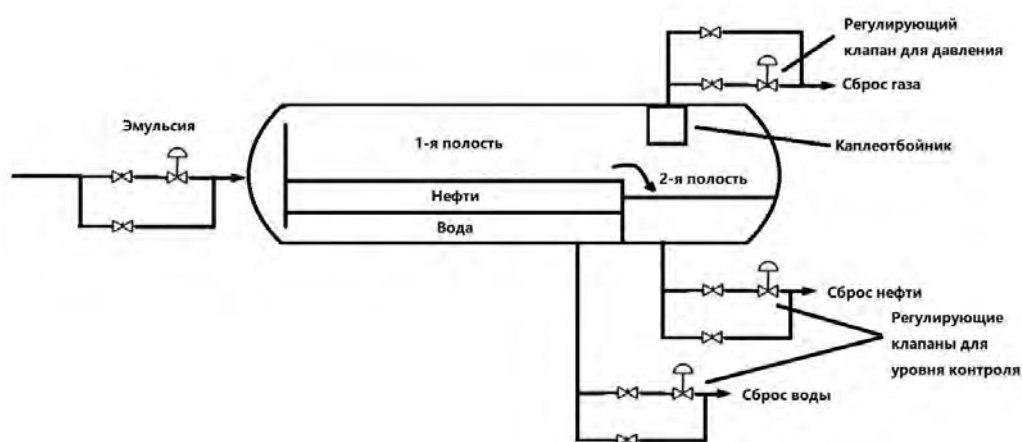 Регулирующий
клапан для давления
Сброс газа
Эмульсия
1-я полость
Каплеотбойник
2-я полость
Нефти
Вода
Сброс нефти
Регулирующие
клапаны для
уровня контроля
Сброс воды